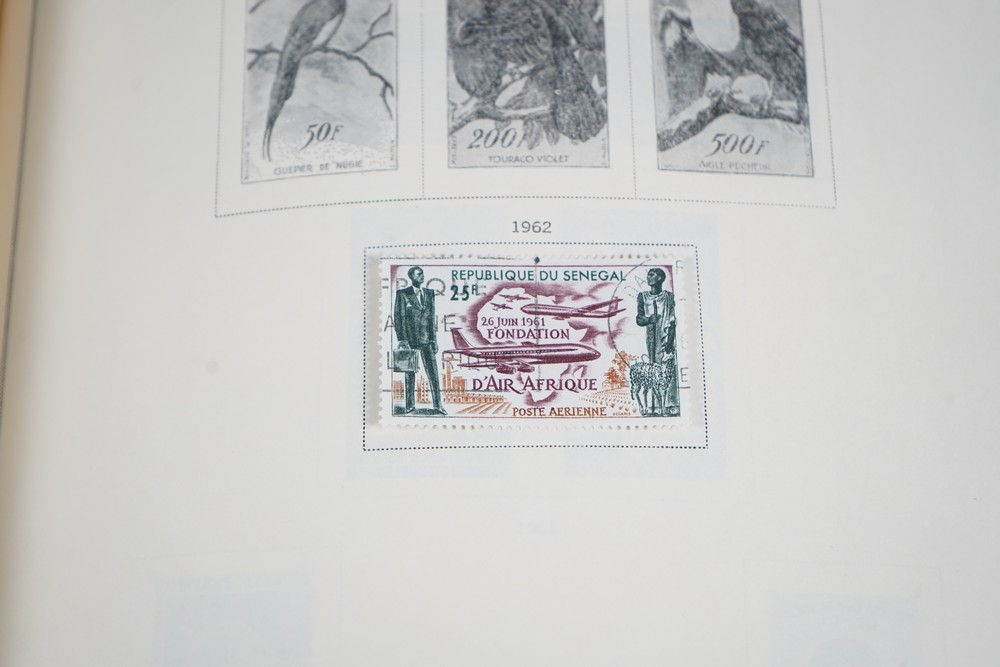 50F
200F
500F
GUEPIER DE NUBIE
TOURACO VIOLET
AIGLE PECHEUR
1962
REPUBLIQUE DU SENEGAL
25F
26 JUIN 1961
FONDATION
D'AIR AFRIQUE
POSTE AERIENNE